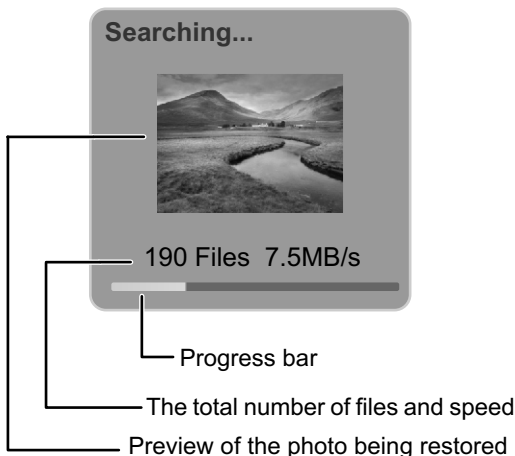 Searching...
190 Files 7.5MB/s
Progress bar
The total number of files and speed
Preview of the photo being restored